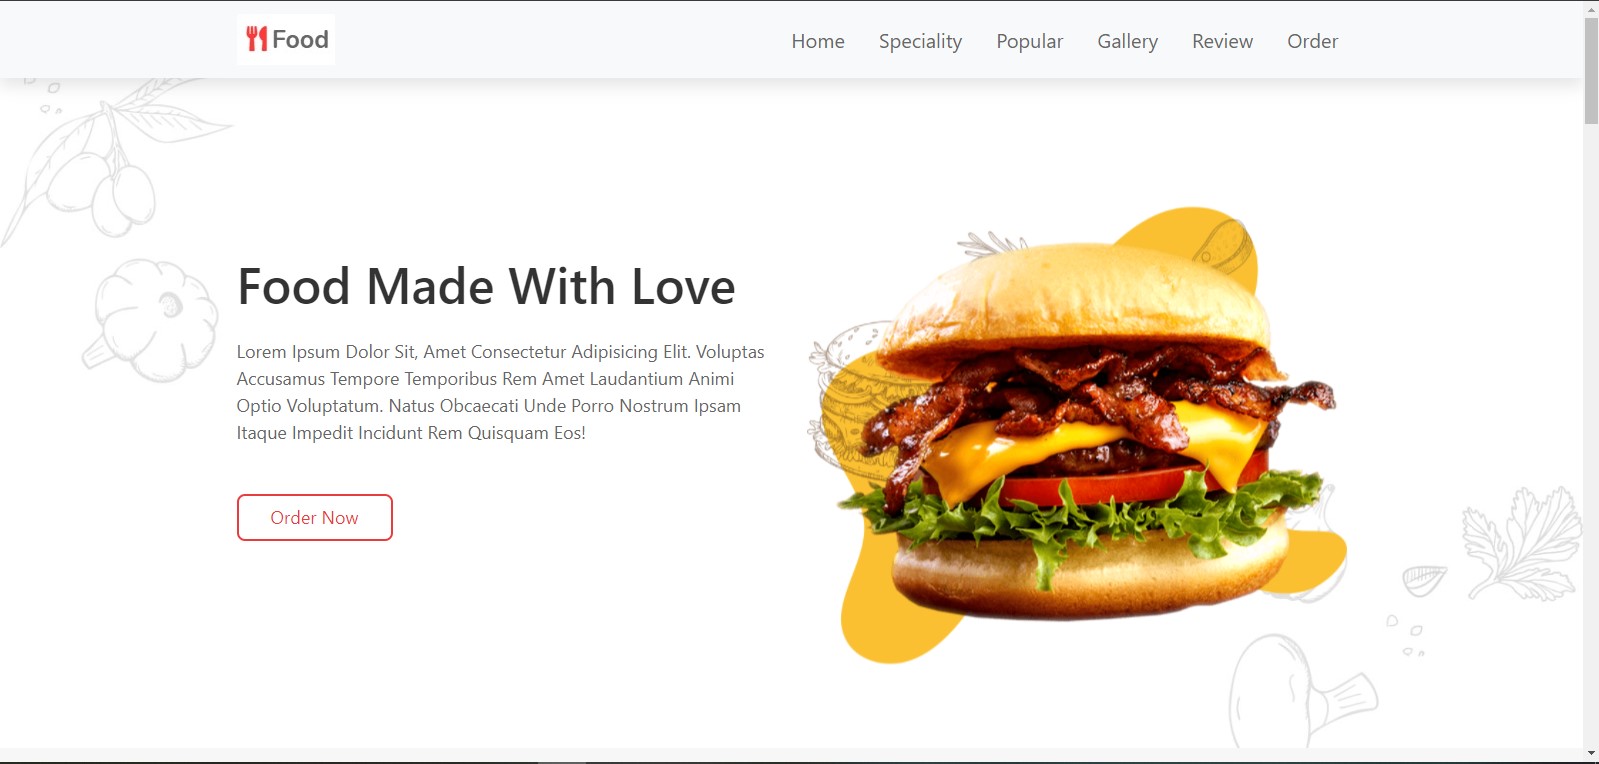 Food
Home Speciality Popular Gallery Review Order
Food Made With Love
Lorem Ipsum Dolor Sit, Amet Consectetur Adipisicing Elit. Voluptas
Accusamus Tempore Temporibus Rem Amet Laudantium Animi
Optio Voluptatum. Natus Obcaecati Unde Porro Nostrum Ipsam
Itaque Impedit Incidunt Rem Quisquam Eos!
Order Now